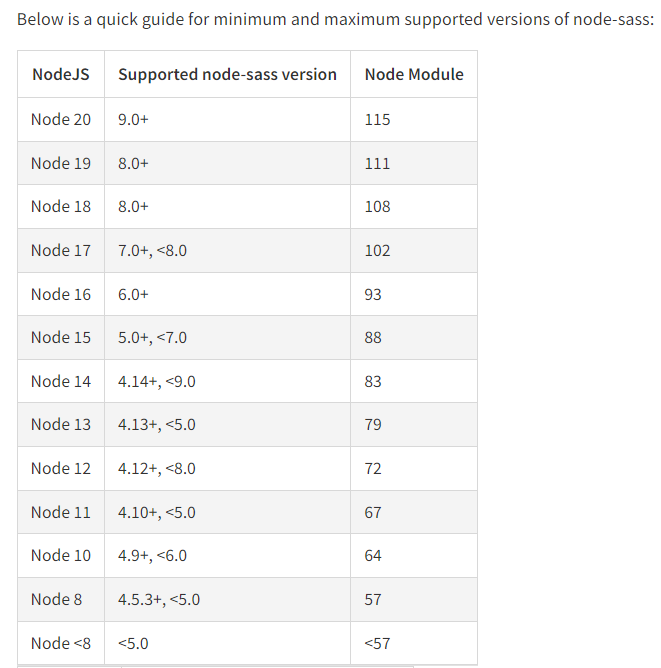 Below is a quick guide for minimum and maximum supported versions of node-sass:
NodeJS Supported node-sass version Node Module
Node 20 9.0+ 115
Node 19 8.0+ 111
Node 18 8.0+ 108
Node 17 7.0+, <8.0 102
Node 16 6.0+ 93
Node 15 5.0+, <7.0 88
Node 14 4.14+, <9.0 83
Node 13 4.13+, <5.0 79
Node 12 4.12+, <8.0 72
Node 11 4.10+, <5.0 67
Node 10 4.9+, <6.0 64
Node 8 4.5.3+, <5.0 57
Node <8 <5.0 <57